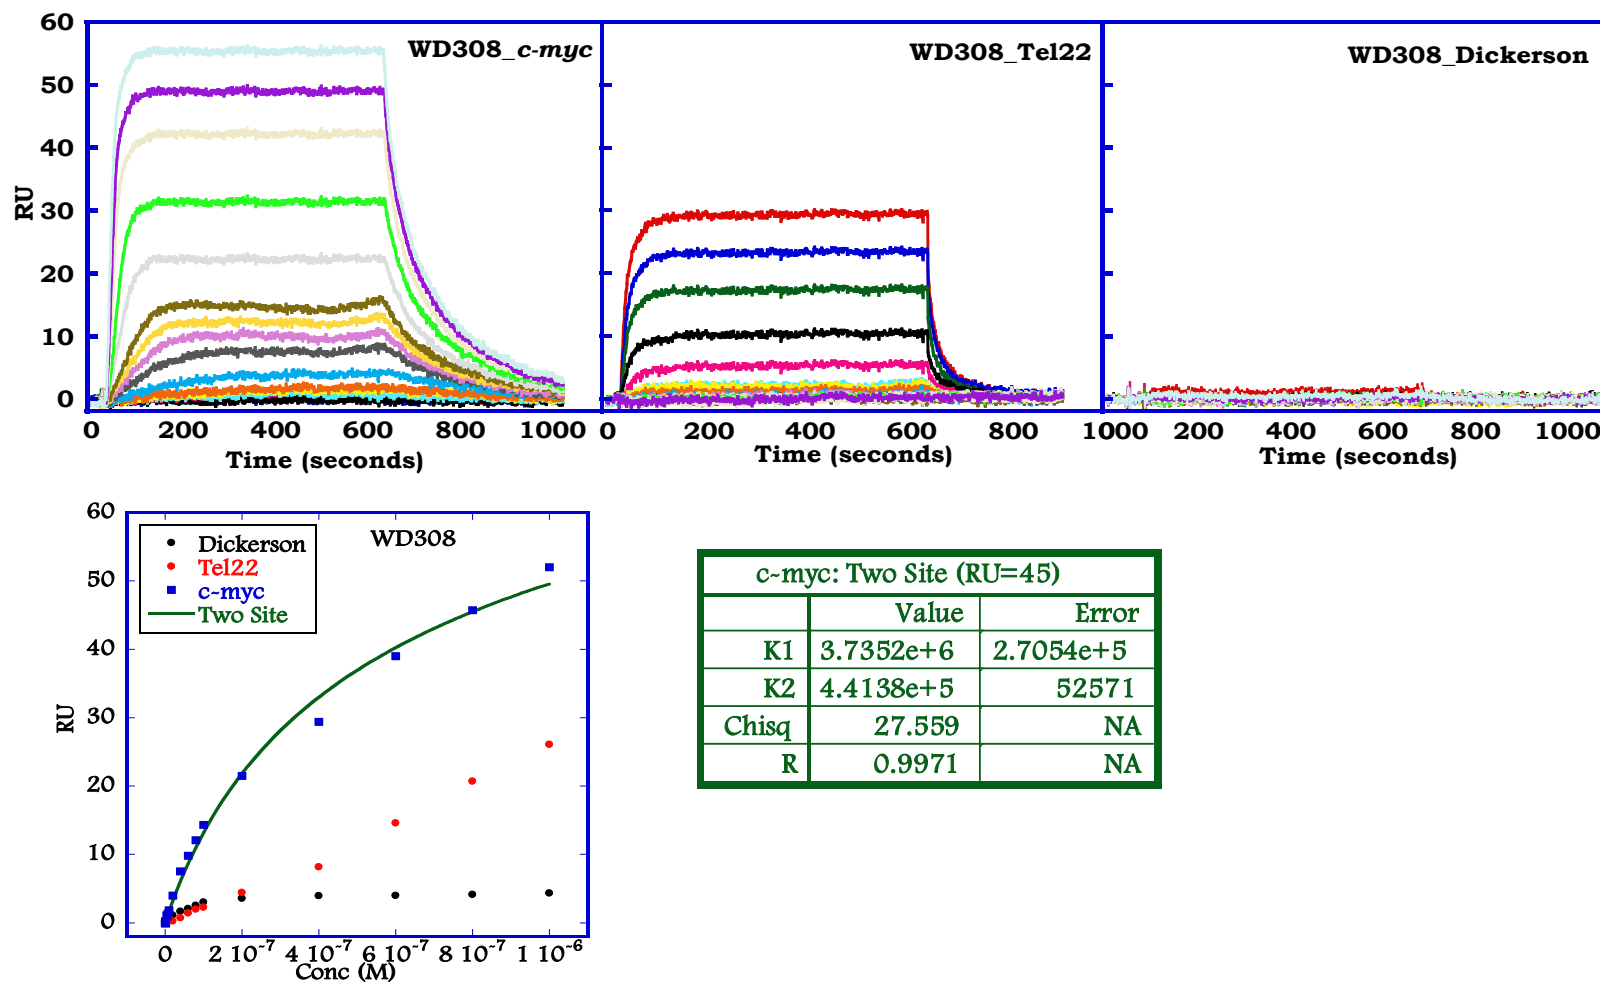 60
50
40
30
20
10
0
RU
WD308_c-myc
WD308_Tel22
WD308_Dickerson
0 200 400 600 800 1000
0 200 400 600 800 1000
200 400 600 800 1000
Time (seconds)
Time (seconds)
Time (seconds)
60
50
40
30
20
10
0
RU
WD308
Dickerson
Tel22
c-myc
Two Site
0 2 10⁻⁷ 4 10⁻⁷ 6 10⁻⁷ 8 10⁻⁷ 1 10⁻⁶
Conc (M)
c-myc: Two Site (RU=45)
Value Error
K1 3.7352e+6 2.7054e+5
K2 4.4138e+5 52571
Chisq 27.559 NA
R 0.9971 NA